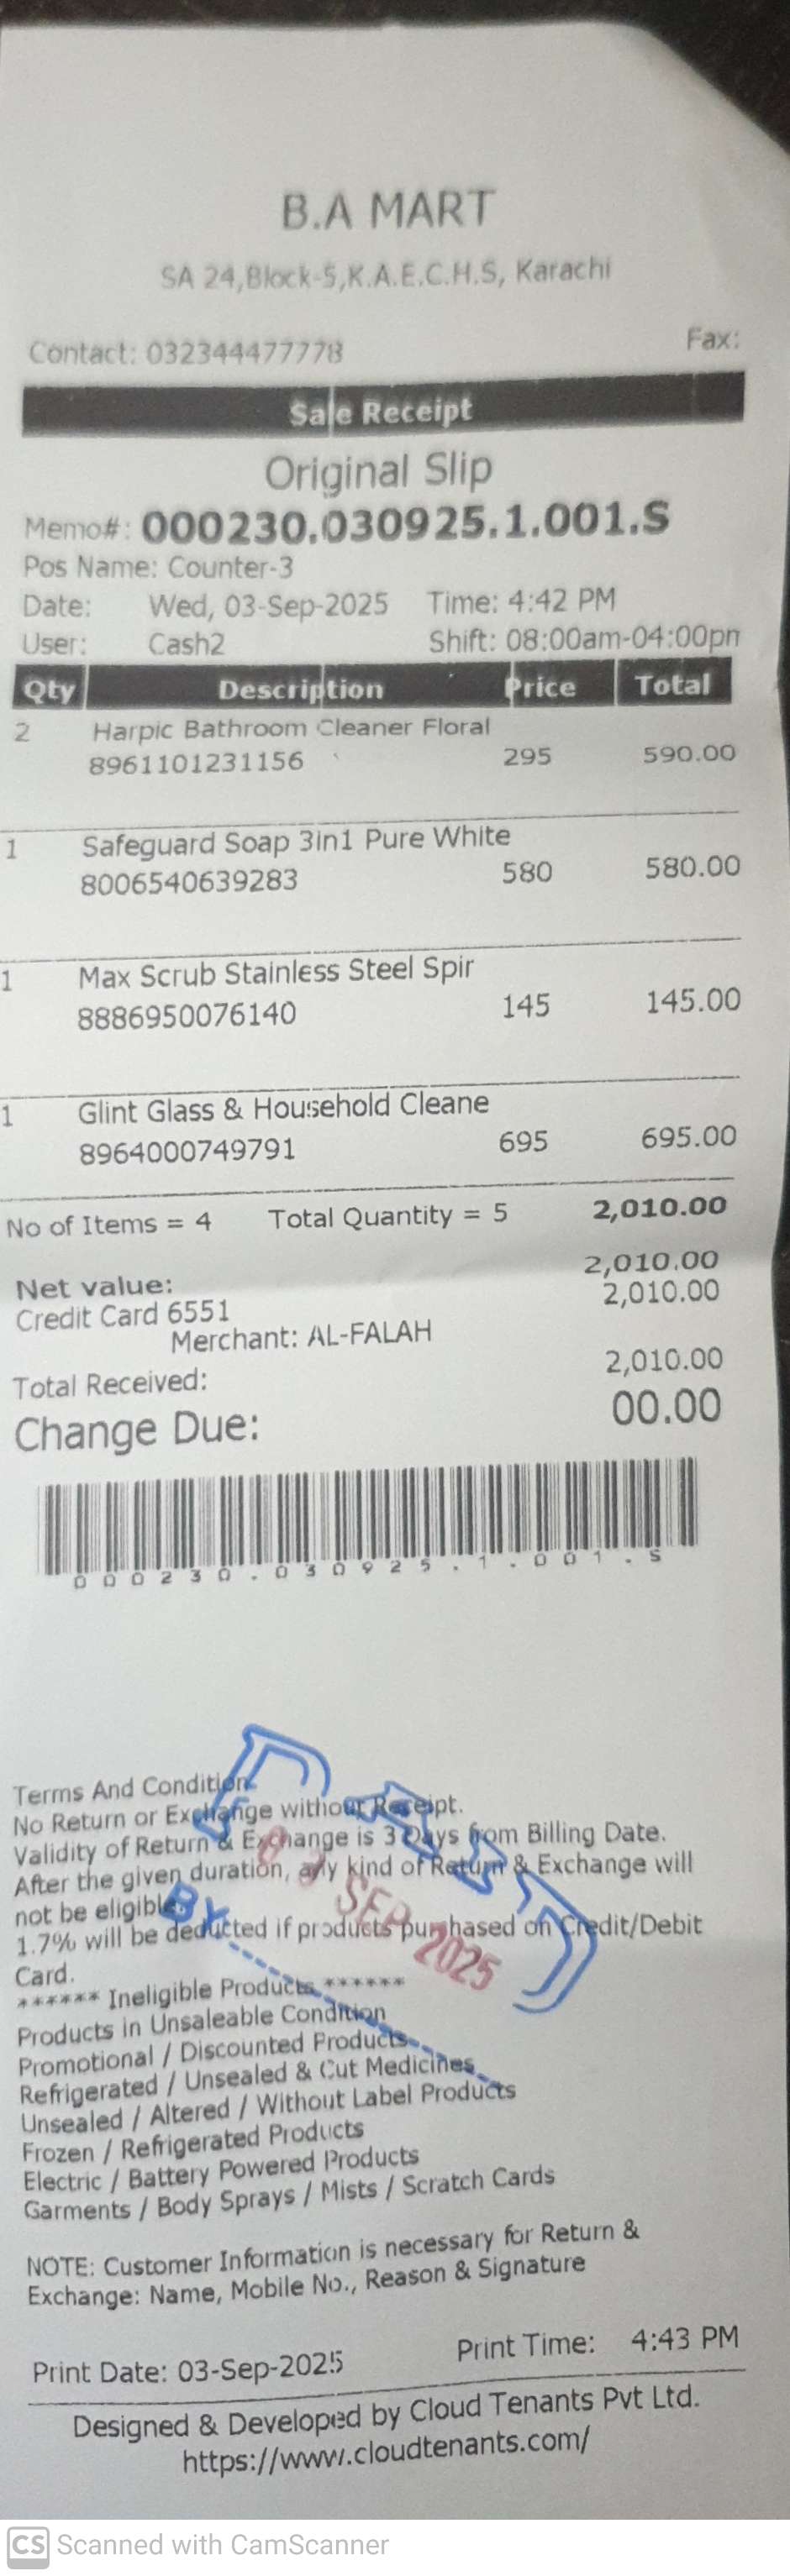 B.A MART
SA 24,Block-5,K.A.E.C.H.S, Karachi
Contact: 032344477778 Fax:
Sale Receipt
Original Slip
Memo#: 000230.030925.1.001.S
Pos Name: Counter-3
Date: Wed, 03-Sep-2025 Time: 4:42 PM
User: Cash2 Shift: 08:00am-04:00pn
Qty Description Price Total
2 Harpic Bathroom Cleaner Floral
8961101231156 295 590.00
1 Safeguard Soap 3in1 Pure White
8006540639283 580 580.00
1 Max Scrub Stainless Steel Spir
8886950076140 145 145.00
1 Glint Glass & Household Cleane
8964000749791 695 695.00
No of Items = 4 Total Quantity = 5 2,010.00
Net value: 2,010.00
Credit Card 6551 2,010.00
Merchant: AL-FALAH
Total Received: 2,010.00
Change Due: 00.00
000230.030925.1.001.S
Terms And Condition
No Return or Exchange without Receipt.
Validity of Return & Exchange is 3 Days from Billing Date.
After the given duration, any kind of Return & Exchange will
not be eligible.
1.7% will be deducted if products purchased on Credit/Debit
Card.
PAID
SEP 2025
BY
****** Ineligible Products ******
Products in Unsaleable Condition
Promotional / Discounted Products
Refrigerated / Unsealed & Cut Medicines
Unsealed / Altered / Without Label Products
Frozen / Refrigerated Products
Electric / Battery Powered Products
Garments / Body Sprays / Mists / Scratch Cards
NOTE: Customer Information is necessary for Return &
Exchange: Name, Mobile No., Reason & Signature
Print Date: 03-Sep-2025 Print Time: 4:43 PM
Designed & Developed by Cloud Tenants Pvt Ltd.
https://www.cloudtenants.com/
CS Scanned with CamScanner